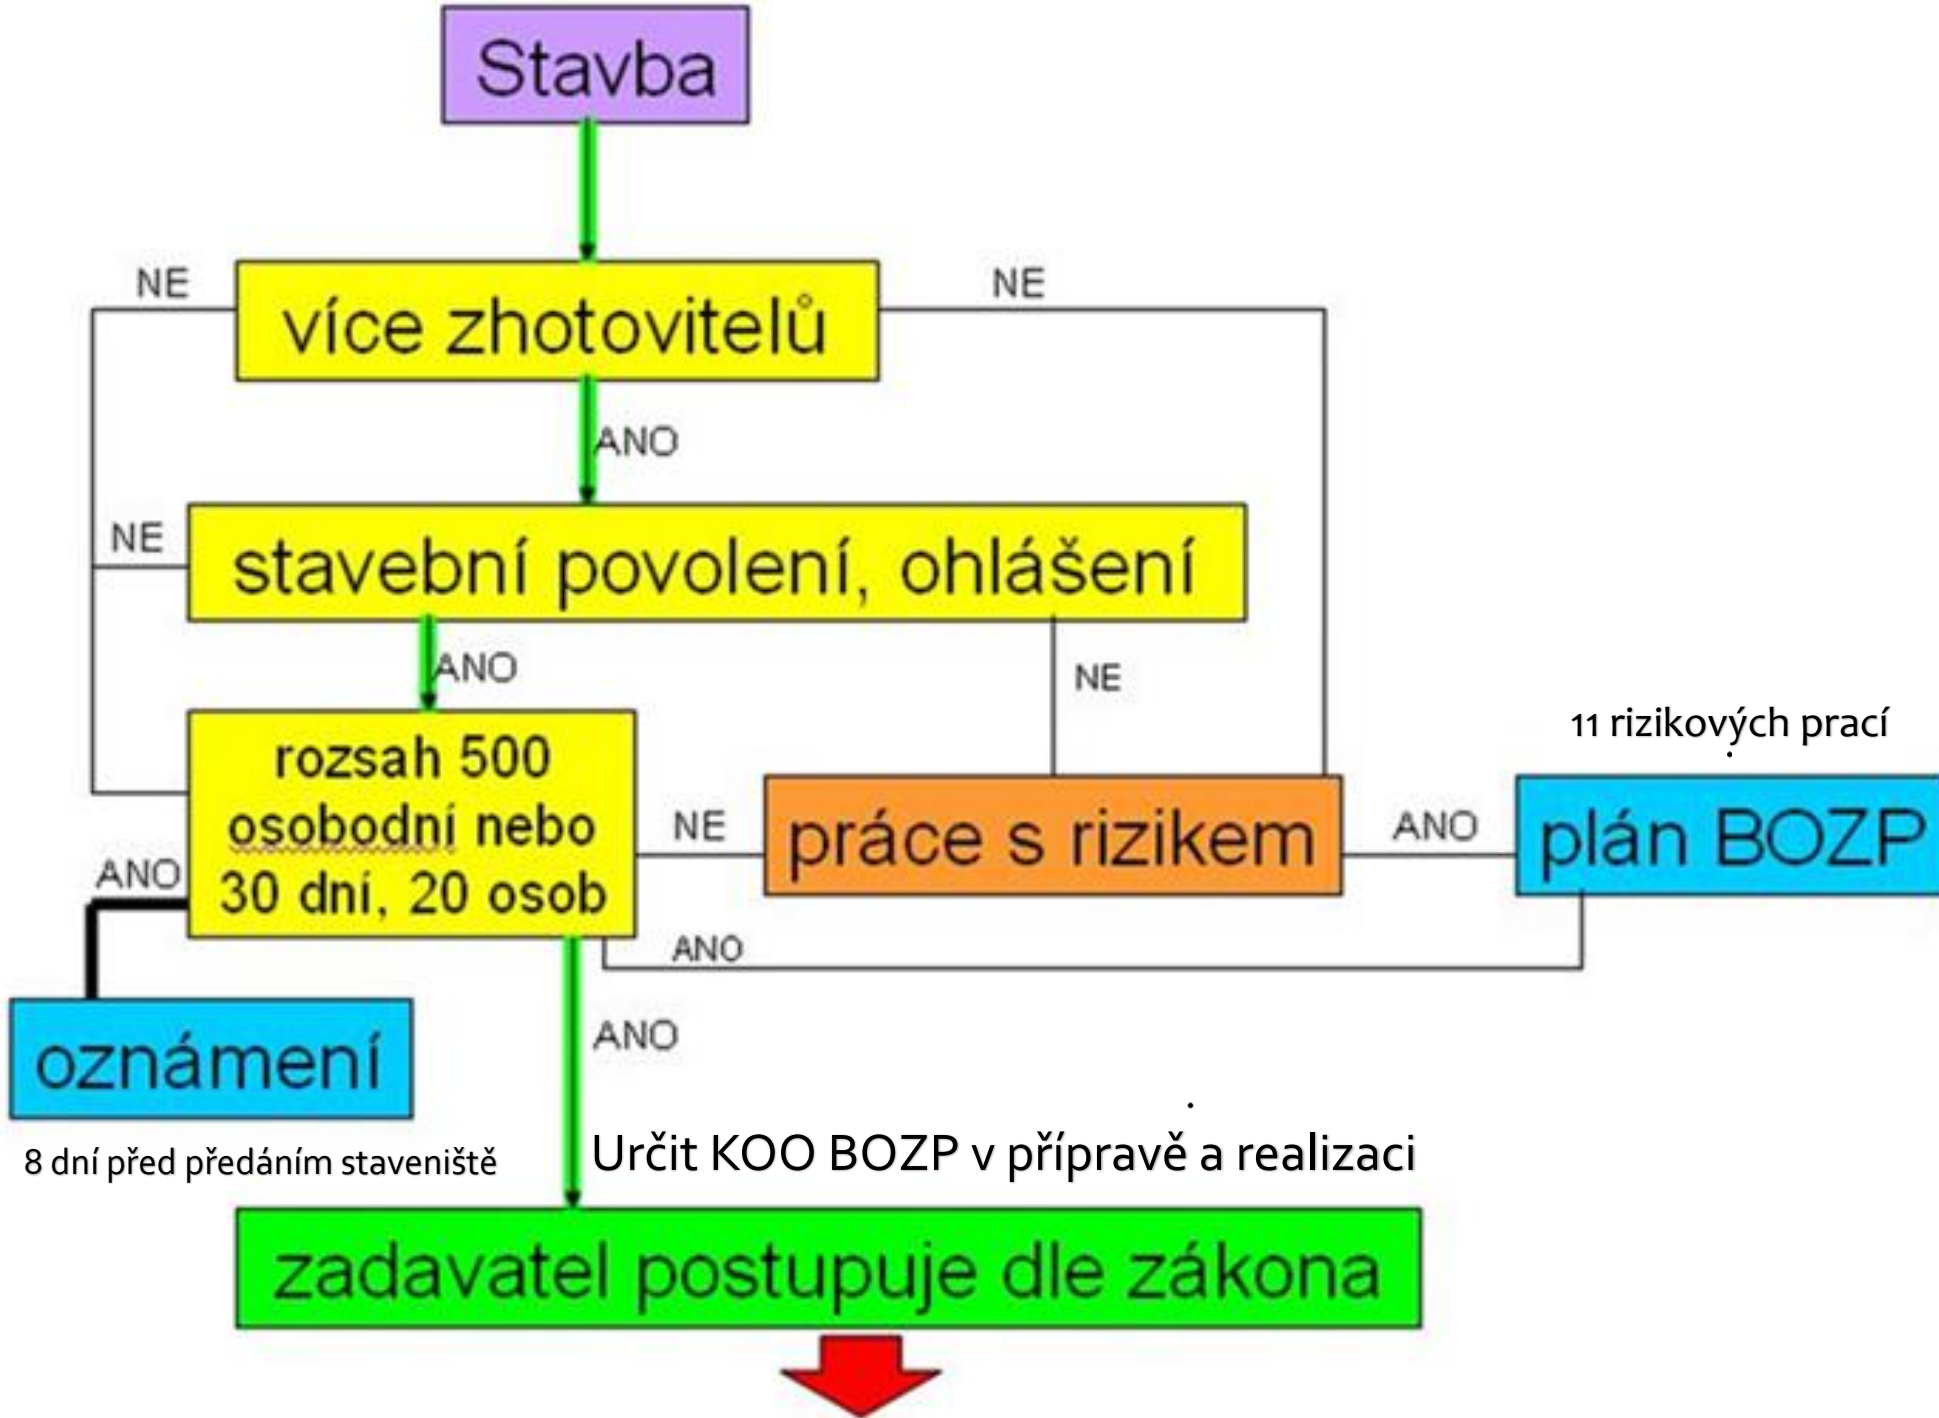 Stavba
NE
NE
více zhotovitelů
ANO
NE
stavební povolení, ohlášení
ANO
NE
11 rizikových prací
rozsah 500
osobodní nebo
30 dní, 20 osob
NE
práce s rizikem
ANO
plán BOZP
ANO
ANO
oznámení
ANO
8 dní před předáním staveniště
Určit KOO BOZP v přípravě a realizaci
zadavatel postupuje dle zákona